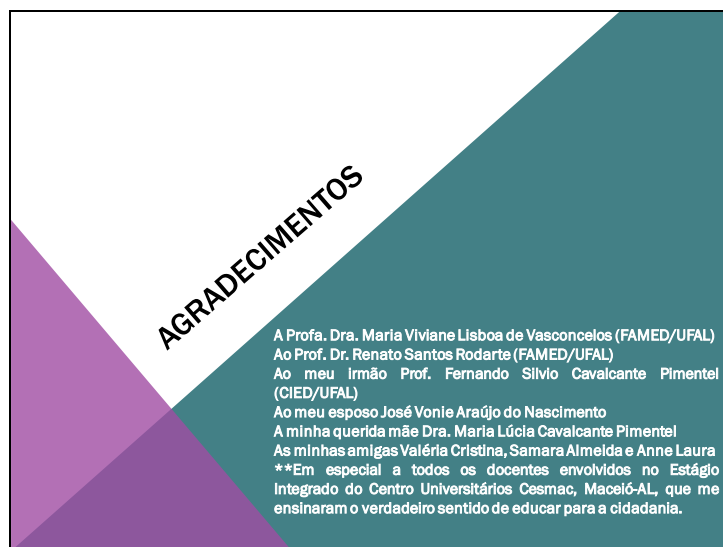 AGRADECIMENTOS
A Profa. Dra. Maria Viviane Lisboa de Vasconcelos (FAMED/UFAL)
Ao Prof. Dr. Renato Santos Rodarte (FAMED/UFAL)
Ao meu Irmão Prof. Fernando Silvio Cavalcante Pimentel
(CIED/UFAL)
Ao meu esposo José Vonie Araújo do Nascimento
A minha querida mãe Dra. Maria Lúcia Cavalcante Pimentel
As minhas amigas Valéria Cristina, Samara Almeida e Anne Laura
**Em especial a todos os docentes envolvidos no Estágio
Integrado do Centro Universitários Cesmac, Maceió-AL, que me
ensinaram o verdadeiro sentido de educar para a cidadania.